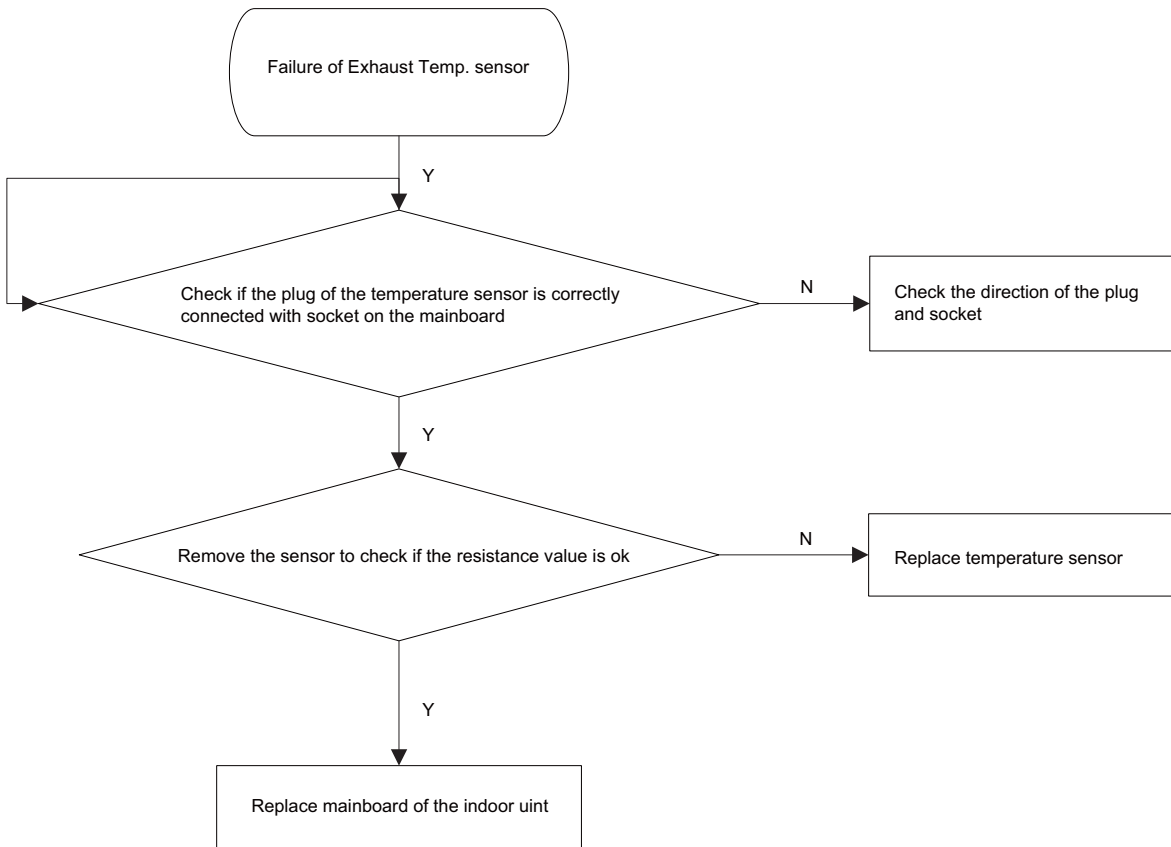 Failure of Exhaust Temp. sensor
Y
Check if the plug of the temperature sensor is correctly
connected with socket on the mainboard
N
Check the direction of the plug
and socket
Y
Remove the sensor to check if the resistance value is ok
N
Replace temperature sensor
Y
Replace mainboard of the indoor uint